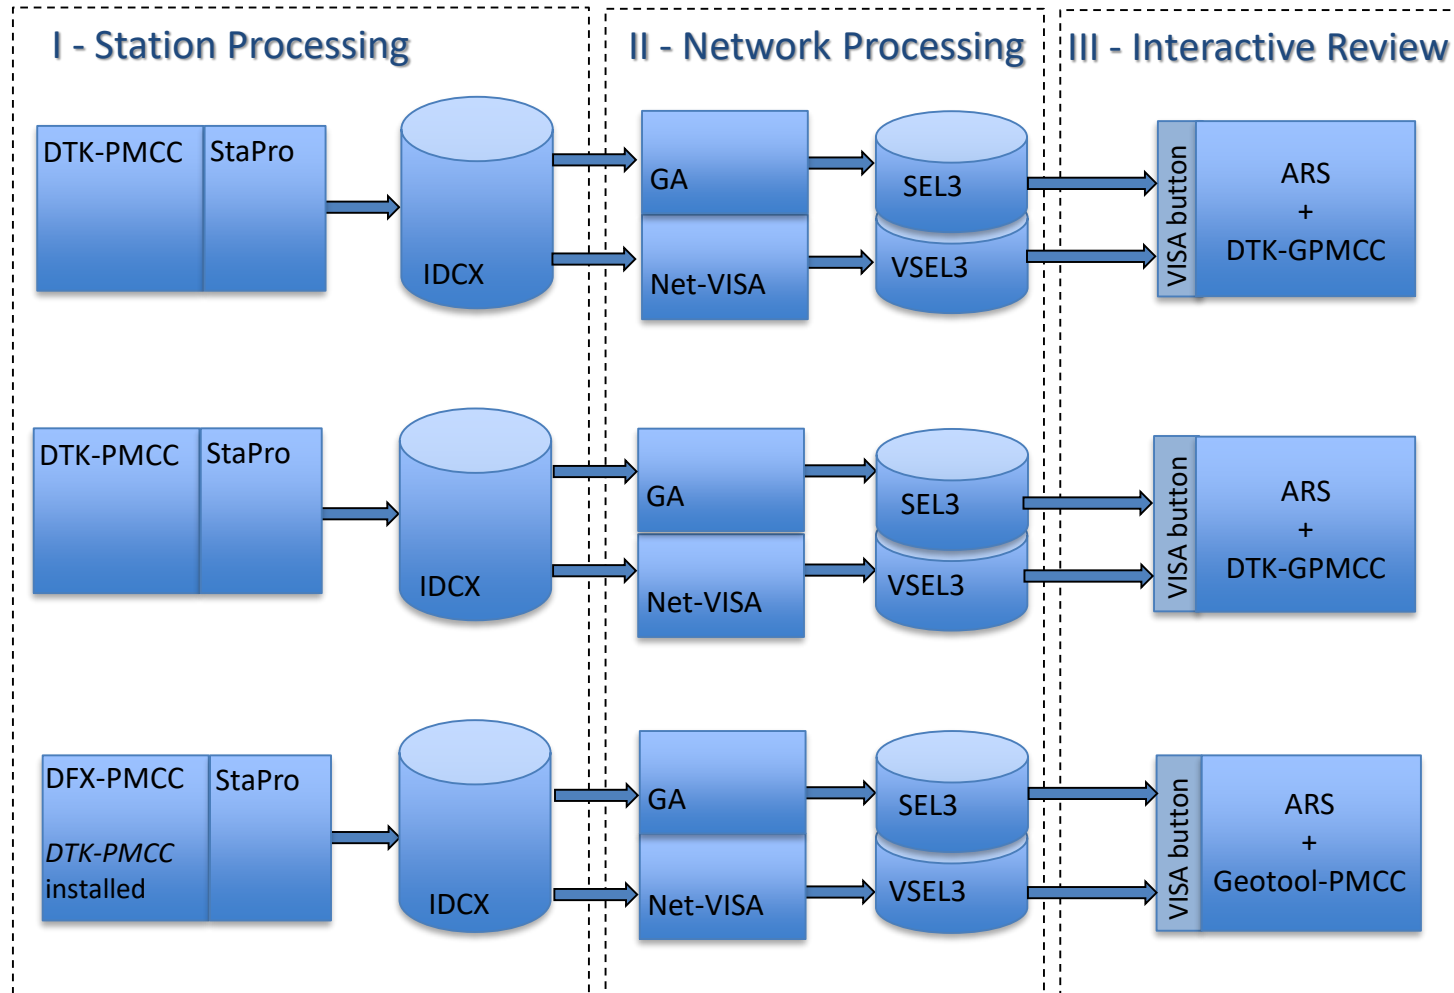 I - Station Processing
II - Network Processing
III - Interactive Review
DTK-PMCC
StaPro
IDCX
GA
Net-VISA
SEL3
VSEL3
VISA button
ARS
+
DTK-GPMCC
DTK-PMCC
StaPro
IDCX
GA
Net-VISA
SEL3
VSEL3
VISA button
ARS
+
DTK-GPMCC
DFX-PMCC
DTK-PMCC
installed
StaPro
IDCX
GA
Net-VISA
SEL3
VSEL3
VISA button
ARS
+
Geotool-PMCC